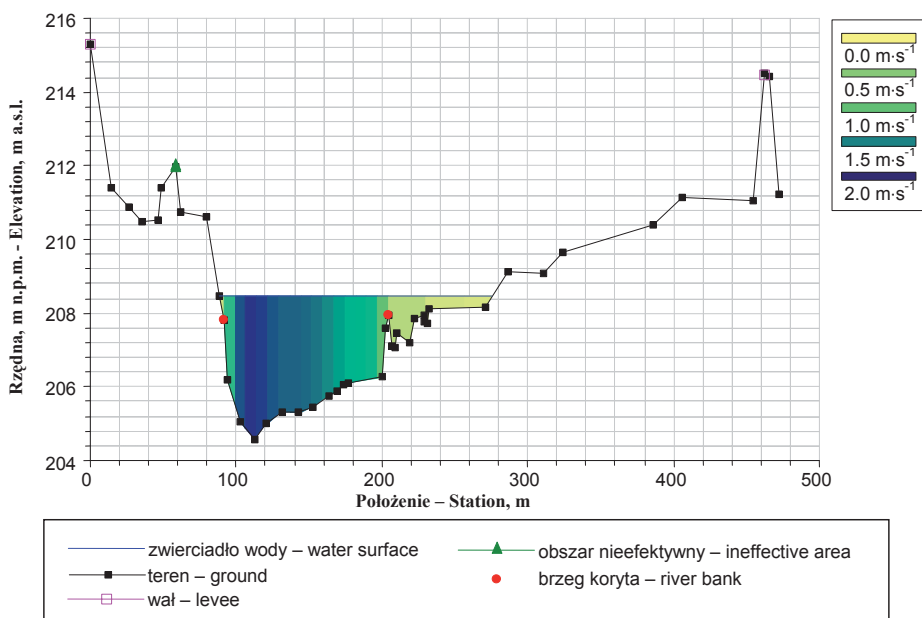 216
214
212
210
208
206
204
Rzędna, m n.p.m. - Elevation, m a.s.l.
0
100
200
300
400
500
Położenie – Station, m
0.0 m·s⁻¹
0.5 m·s⁻¹
1.0 m·s⁻¹
1.5 m·s⁻¹
2.0 m·s⁻¹
zwierciadło wody – water surface
teren – ground
wał – levee
obszar nieefektywny – ineffective area
brzeg koryta – river bank